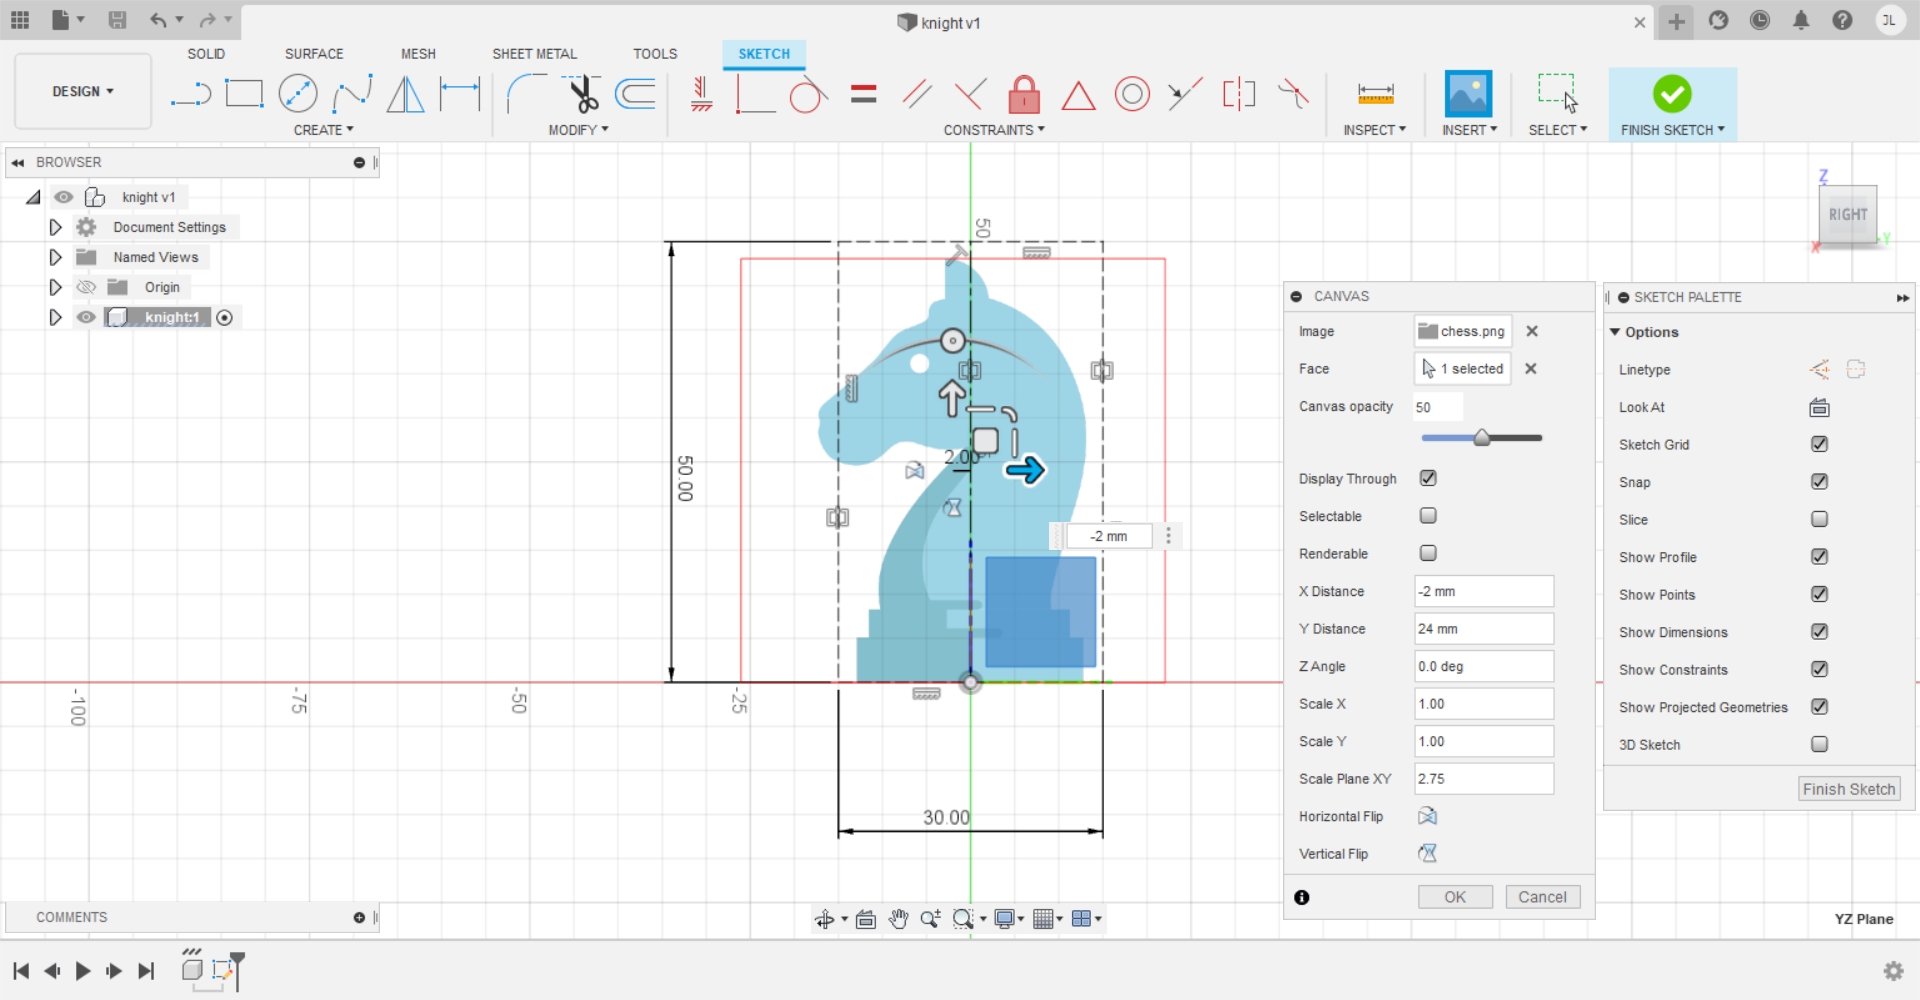 knight v1
JL
SOLID
SURFACE
MESH
SHEET METAL
TOOLS
SKETCH
DESIGN
CREATE
MODIFY
CONSTRAINTS
INSPECT
INSERT
SELECT
FINISH SKETCH
BROWSER
knight v1
Document Settings
Named Views
Origin
knight:1
Z
RIGHT
X
Y
50
50.00
2.00
-2 mm
-100
-75
-50
-25
30.00
CANVAS
Image
chess.png
Face
1 selected
Canvas opacity
50
Display Through
Selectable
Renderable
X Distance
-2 mm
Y Distance
24 mm
Z Angle
0.0 deg
Scale X
1.00
Scale Y
1.00
Scale Plane XY
2.75
Horizontal Flip
Vertical Flip
OK
Cancel
SKETCH PALETTE
Options
Linetype
Look At
Sketch Grid
Snap
Slice
Show Profile
Show Points
Show Dimensions
Show Constraints
Show Projected Geometries
3D Sketch
Finish Sketch
COMMENTS
YZ Plane